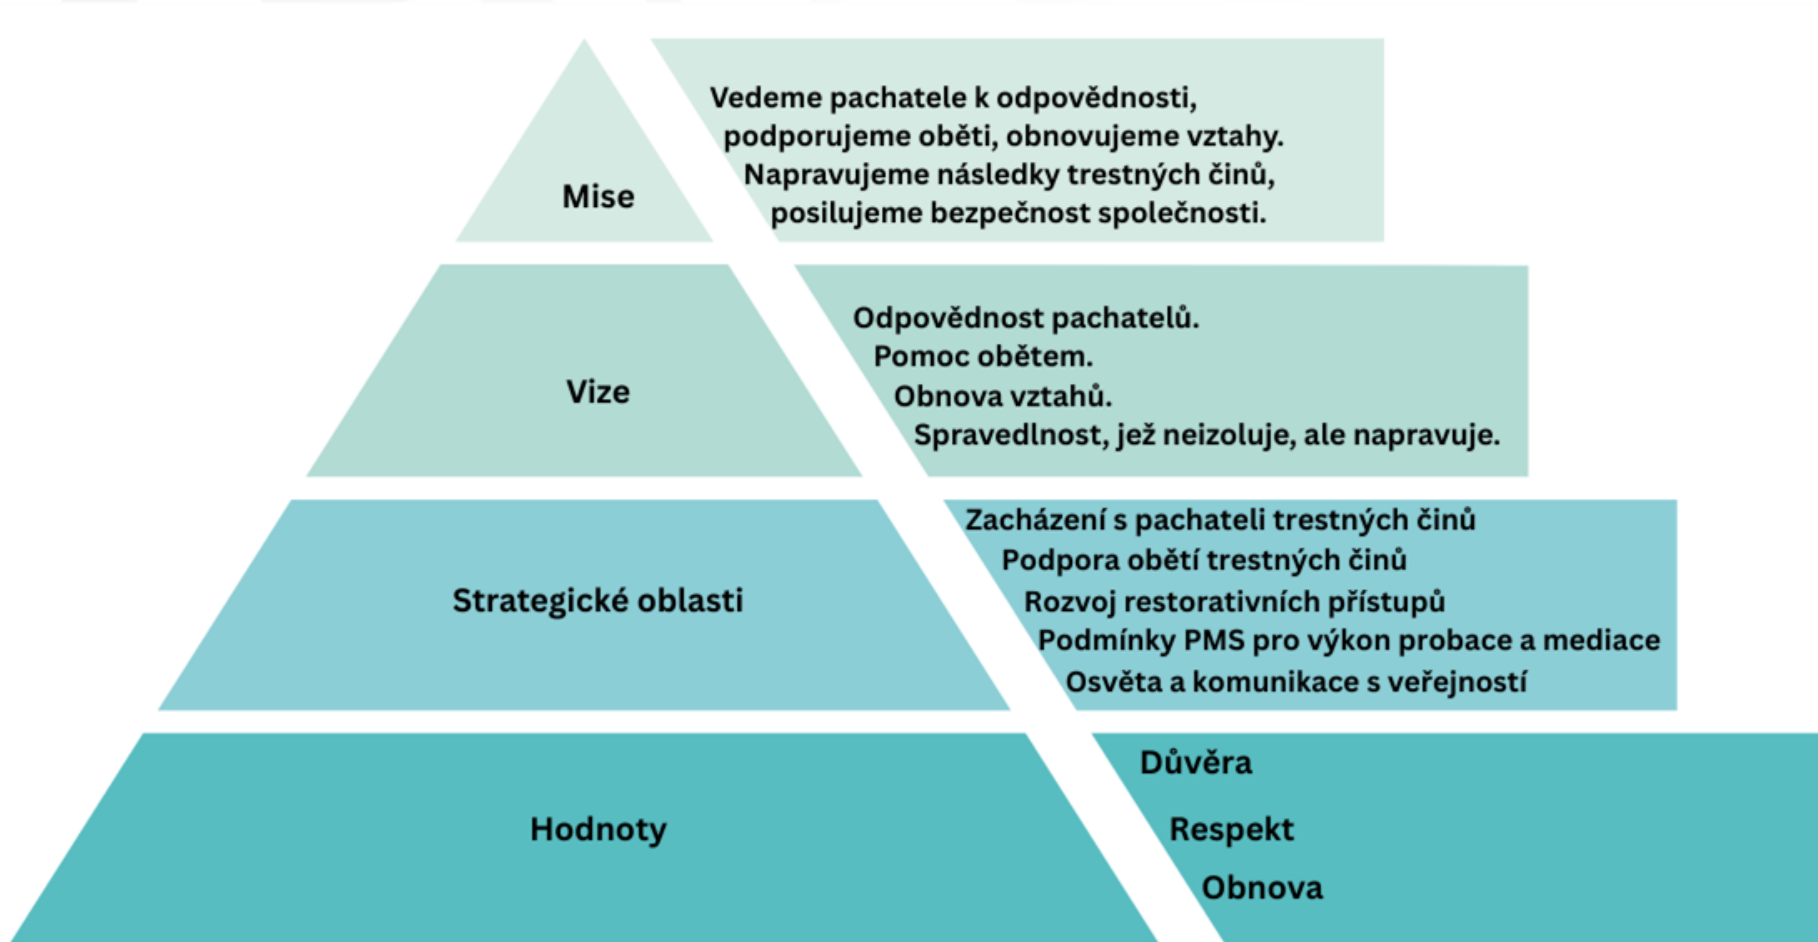 Mise
Vedeme pachatele k odpovědnosti,
podporujeme oběti, obnovujeme vztahy.
Napravujeme následky trestných činů,
posilujeme bezpečnost společnosti.
Vize
Odpovědnost pachatelů.
Pomoc obětem.
Obnova vztahů.
Spravedlnost, jež neizoluje, ale napravuje.
Strategické oblasti
Zacházení s pachateli trestných činů
Podpora obětí trestných činů
Rozvoj restorativních přístupů
Podmínky PMS pro výkon probace a mediace
Osvěta a komunikace s veřejností
Hodnoty
Důvěra
Respekt
Obnova